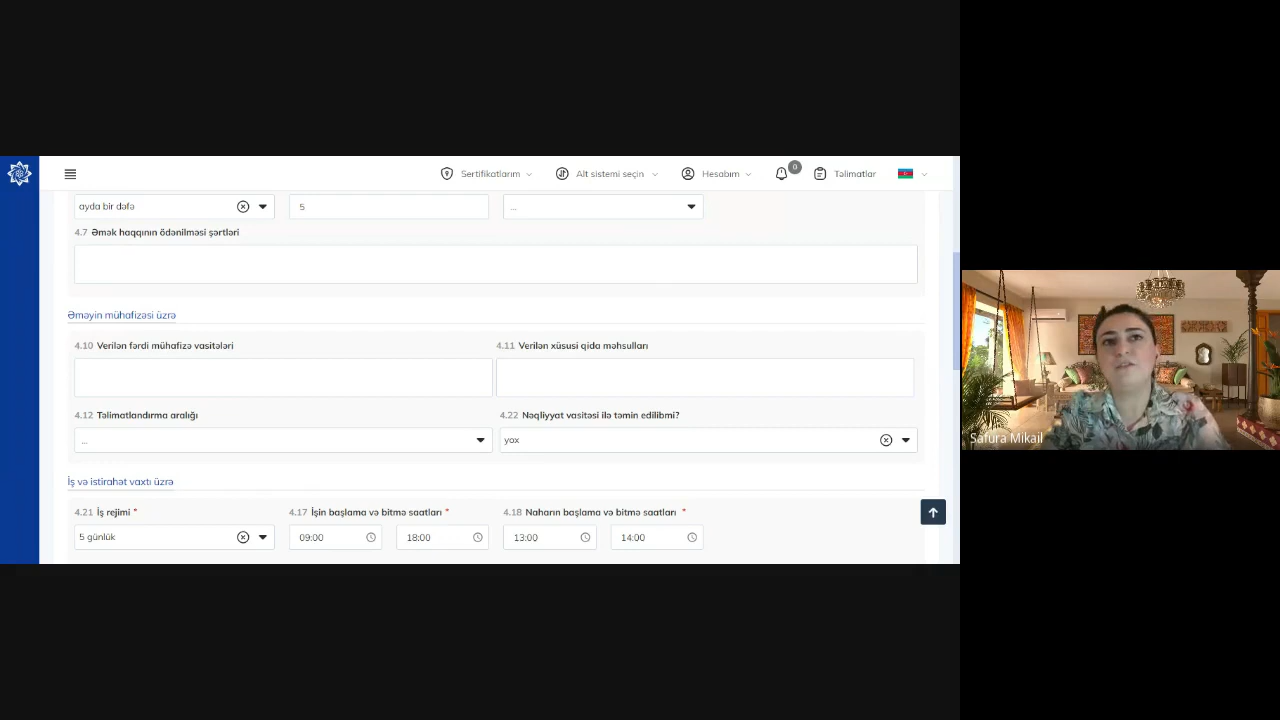 Sertifikatlarım
Alt sistemi seçin
Hesabım
0
Təlimatlar
ayda bir dəfə
5
...
4.7 Əmək haqqının ödənilməsi şərtləri
Əməyin mühafizəsi üzrə
4.10 Verilən fərdi mühafizə vasitələri
4.11 Verilən xüsusi qida məhsulları
4.12 Təlimatlandırma aralığı
4.22 Nəqliyyat vasitəsi ilə təmin edilibmi?
...
yox
İş və istirahət vaxtı üzrə
4.21 İş rejimi *
4.17 İşin başlama və bitmə saatları *
4.18 Naharın başlama və bitmə saatları *
5 günlük
09:00
18:00
13:00
14:00
Safura Mikail